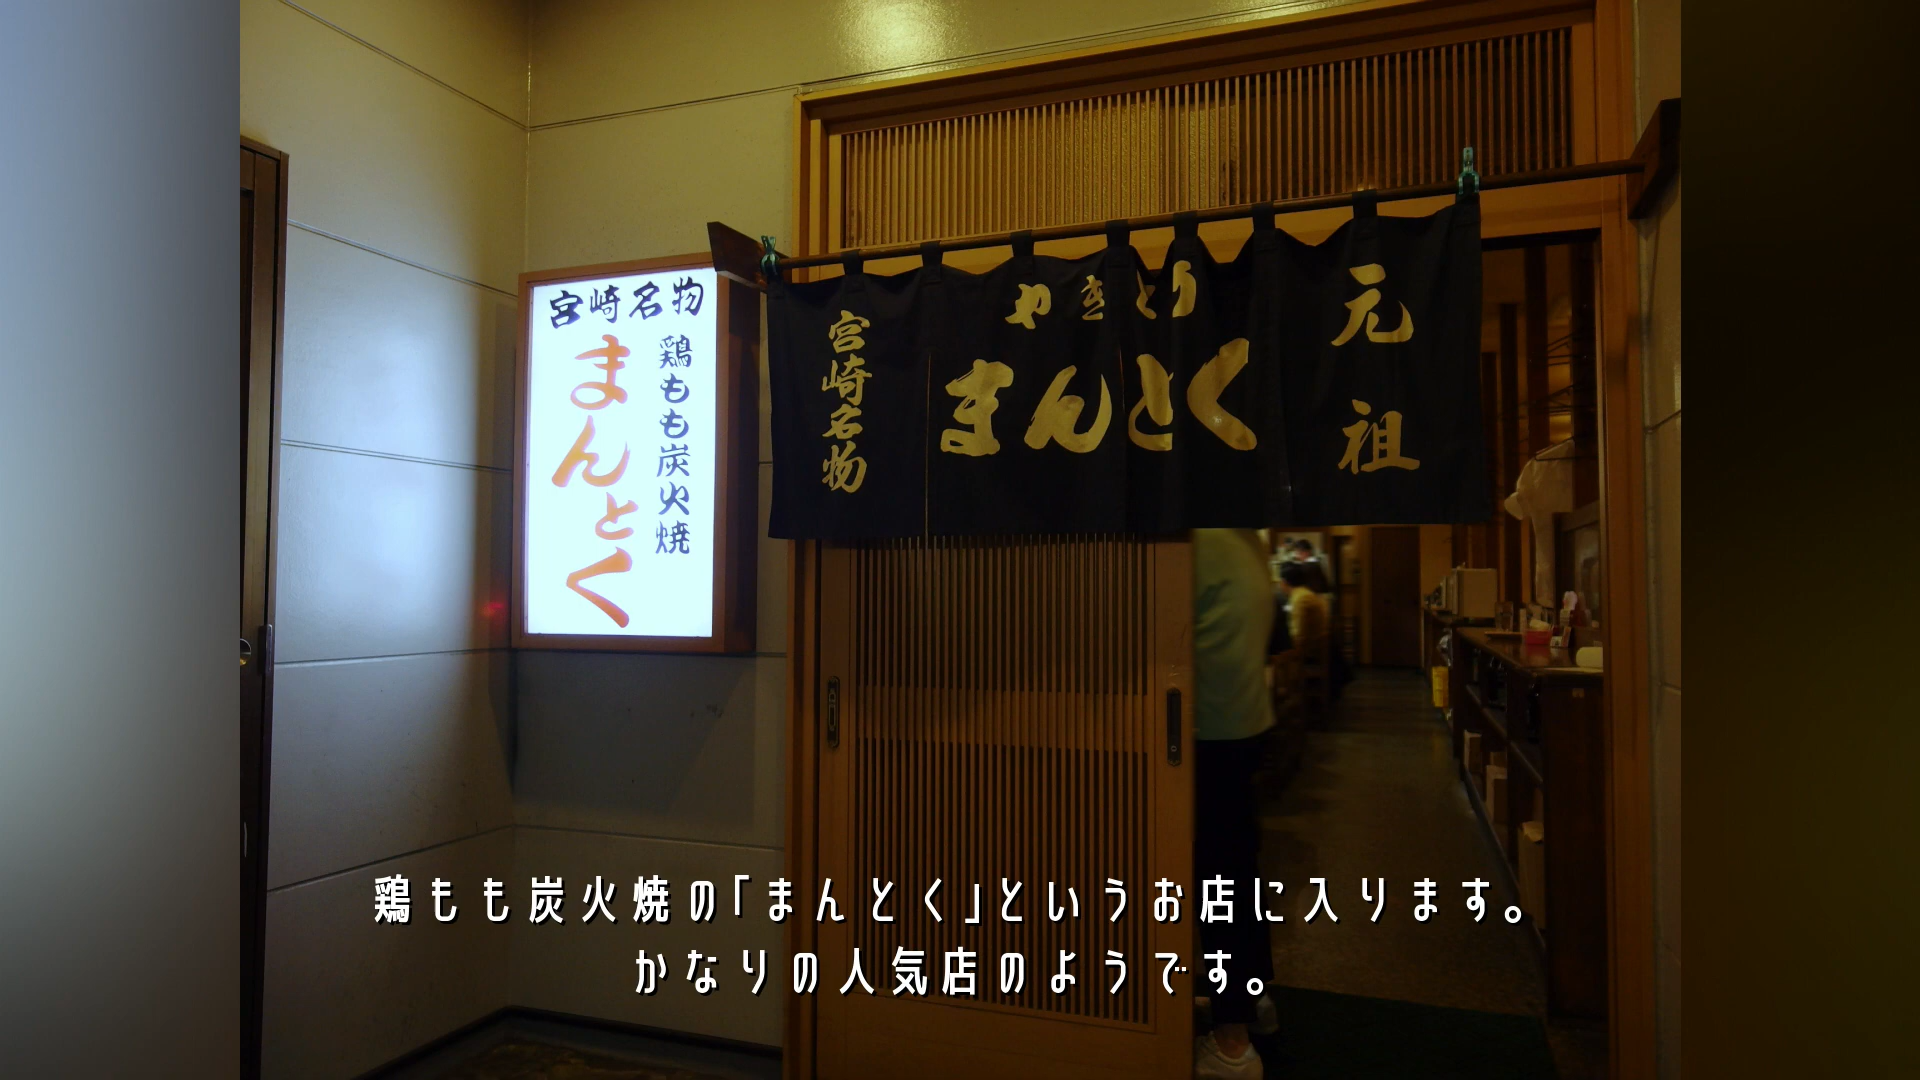 宮崎名物
鶏もも炭火焼
まんとく
元祖
やきとり
まんとく
宮崎名物
鶏もも炭火焼の「まんとく」というお店に入ります。
かなりの人気店のようです。